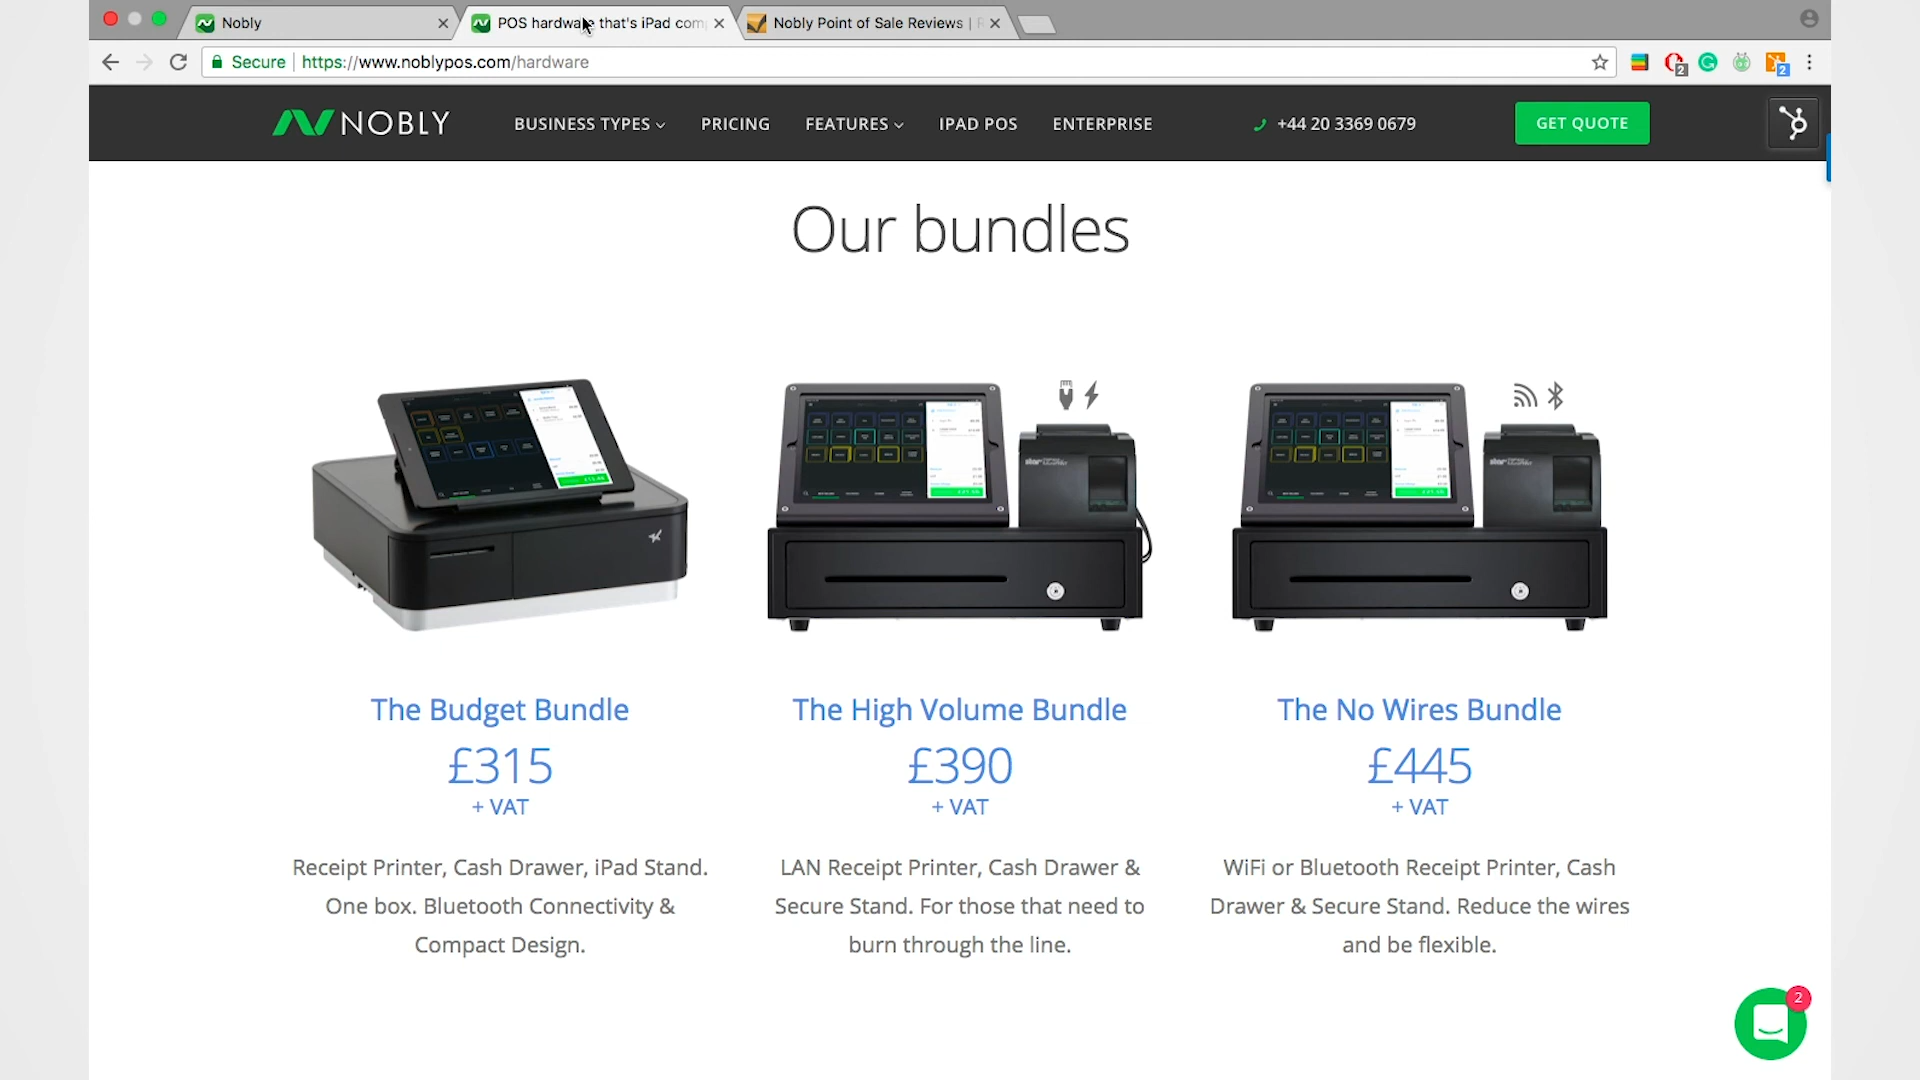 Nobly
POS hardware that's iPad com
Nobly Point of Sale Reviews |
Secure https://www.noblypos.com/hardware
2
2
NOBLY
BUSINESS TYPES
PRICING
FEATURES
IPAD POS
ENTERPRISE
+44 20 3369 0679
GET QUOTE
Our bundles
The Budget Bundle
£315
+ VAT
Receipt Printer, Cash Drawer, iPad Stand.
One box. Bluetooth Connectivity &
Compact Design.
The High Volume Bundle
£390
+ VAT
LAN Receipt Printer, Cash Drawer &
Secure Stand. For those that need to
burn through the line.
The No Wires Bundle
£445
+ VAT
WiFi or Bluetooth Receipt Printer, Cash
Drawer & Secure Stand. Reduce the wires
and be flexible.
2